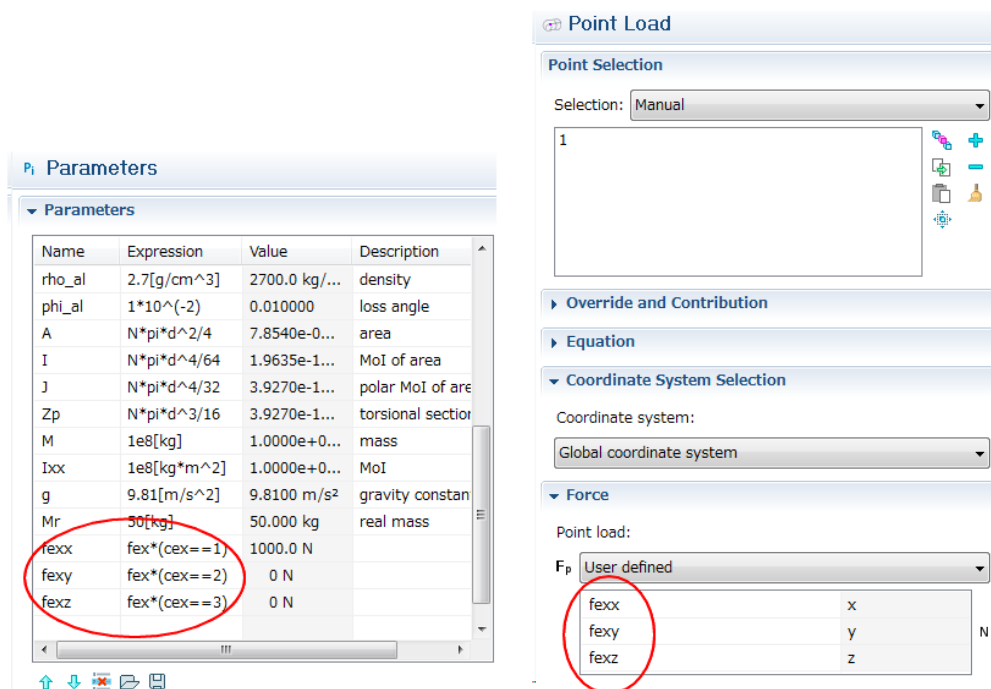 Pi Parameters
Parameters
Name Expression Value Description
rho_al 2.7[g/cm^3] 2700.0 kg/... density
phi_al 1*10^(-2) 0.010000 loss angle
A N*pi*d^2/4 7.8540e-0... area
I N*pi*d^4/64 1.9635e-1... MoI of area
J N*pi*d^4/32 3.9270e-1... polar MoI of are
Zp N*pi*d^3/16 3.9270e-1... torsional section
M 1e8[kg] 1.0000e+0... mass
Ixx 1e8[kg*m^2] 1.0000e+0... MoI
g 9.81[m/s^2] 9.8100 m/s² gravity constan
Mr 50[kg] 50.000 kg real mass
fexx fex*(cex==1) 1000.0 N
fexy fex*(cex==2) 0 N
fexz fex*(cex==3) 0 N
Point Load
Point Selection
Selection: Manual
1
Override and Contribution
Equation
Coordinate System Selection
Coordinate system:
Global coordinate system
Force
Point load:
Fp User defined
fexx x
fexy y N
fexz z